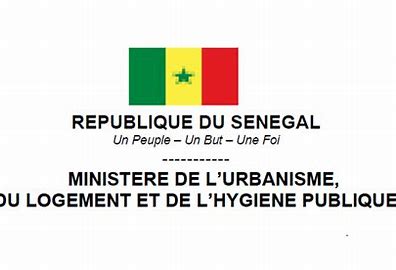 REPUBLIQUE DU SENEGAL
Un Peuple – Un But – Une Foi
-----------
MINISTERE DE L’URBANISME,
DU LOGEMENT ET DE L’HYGIENE PUBLIQUE